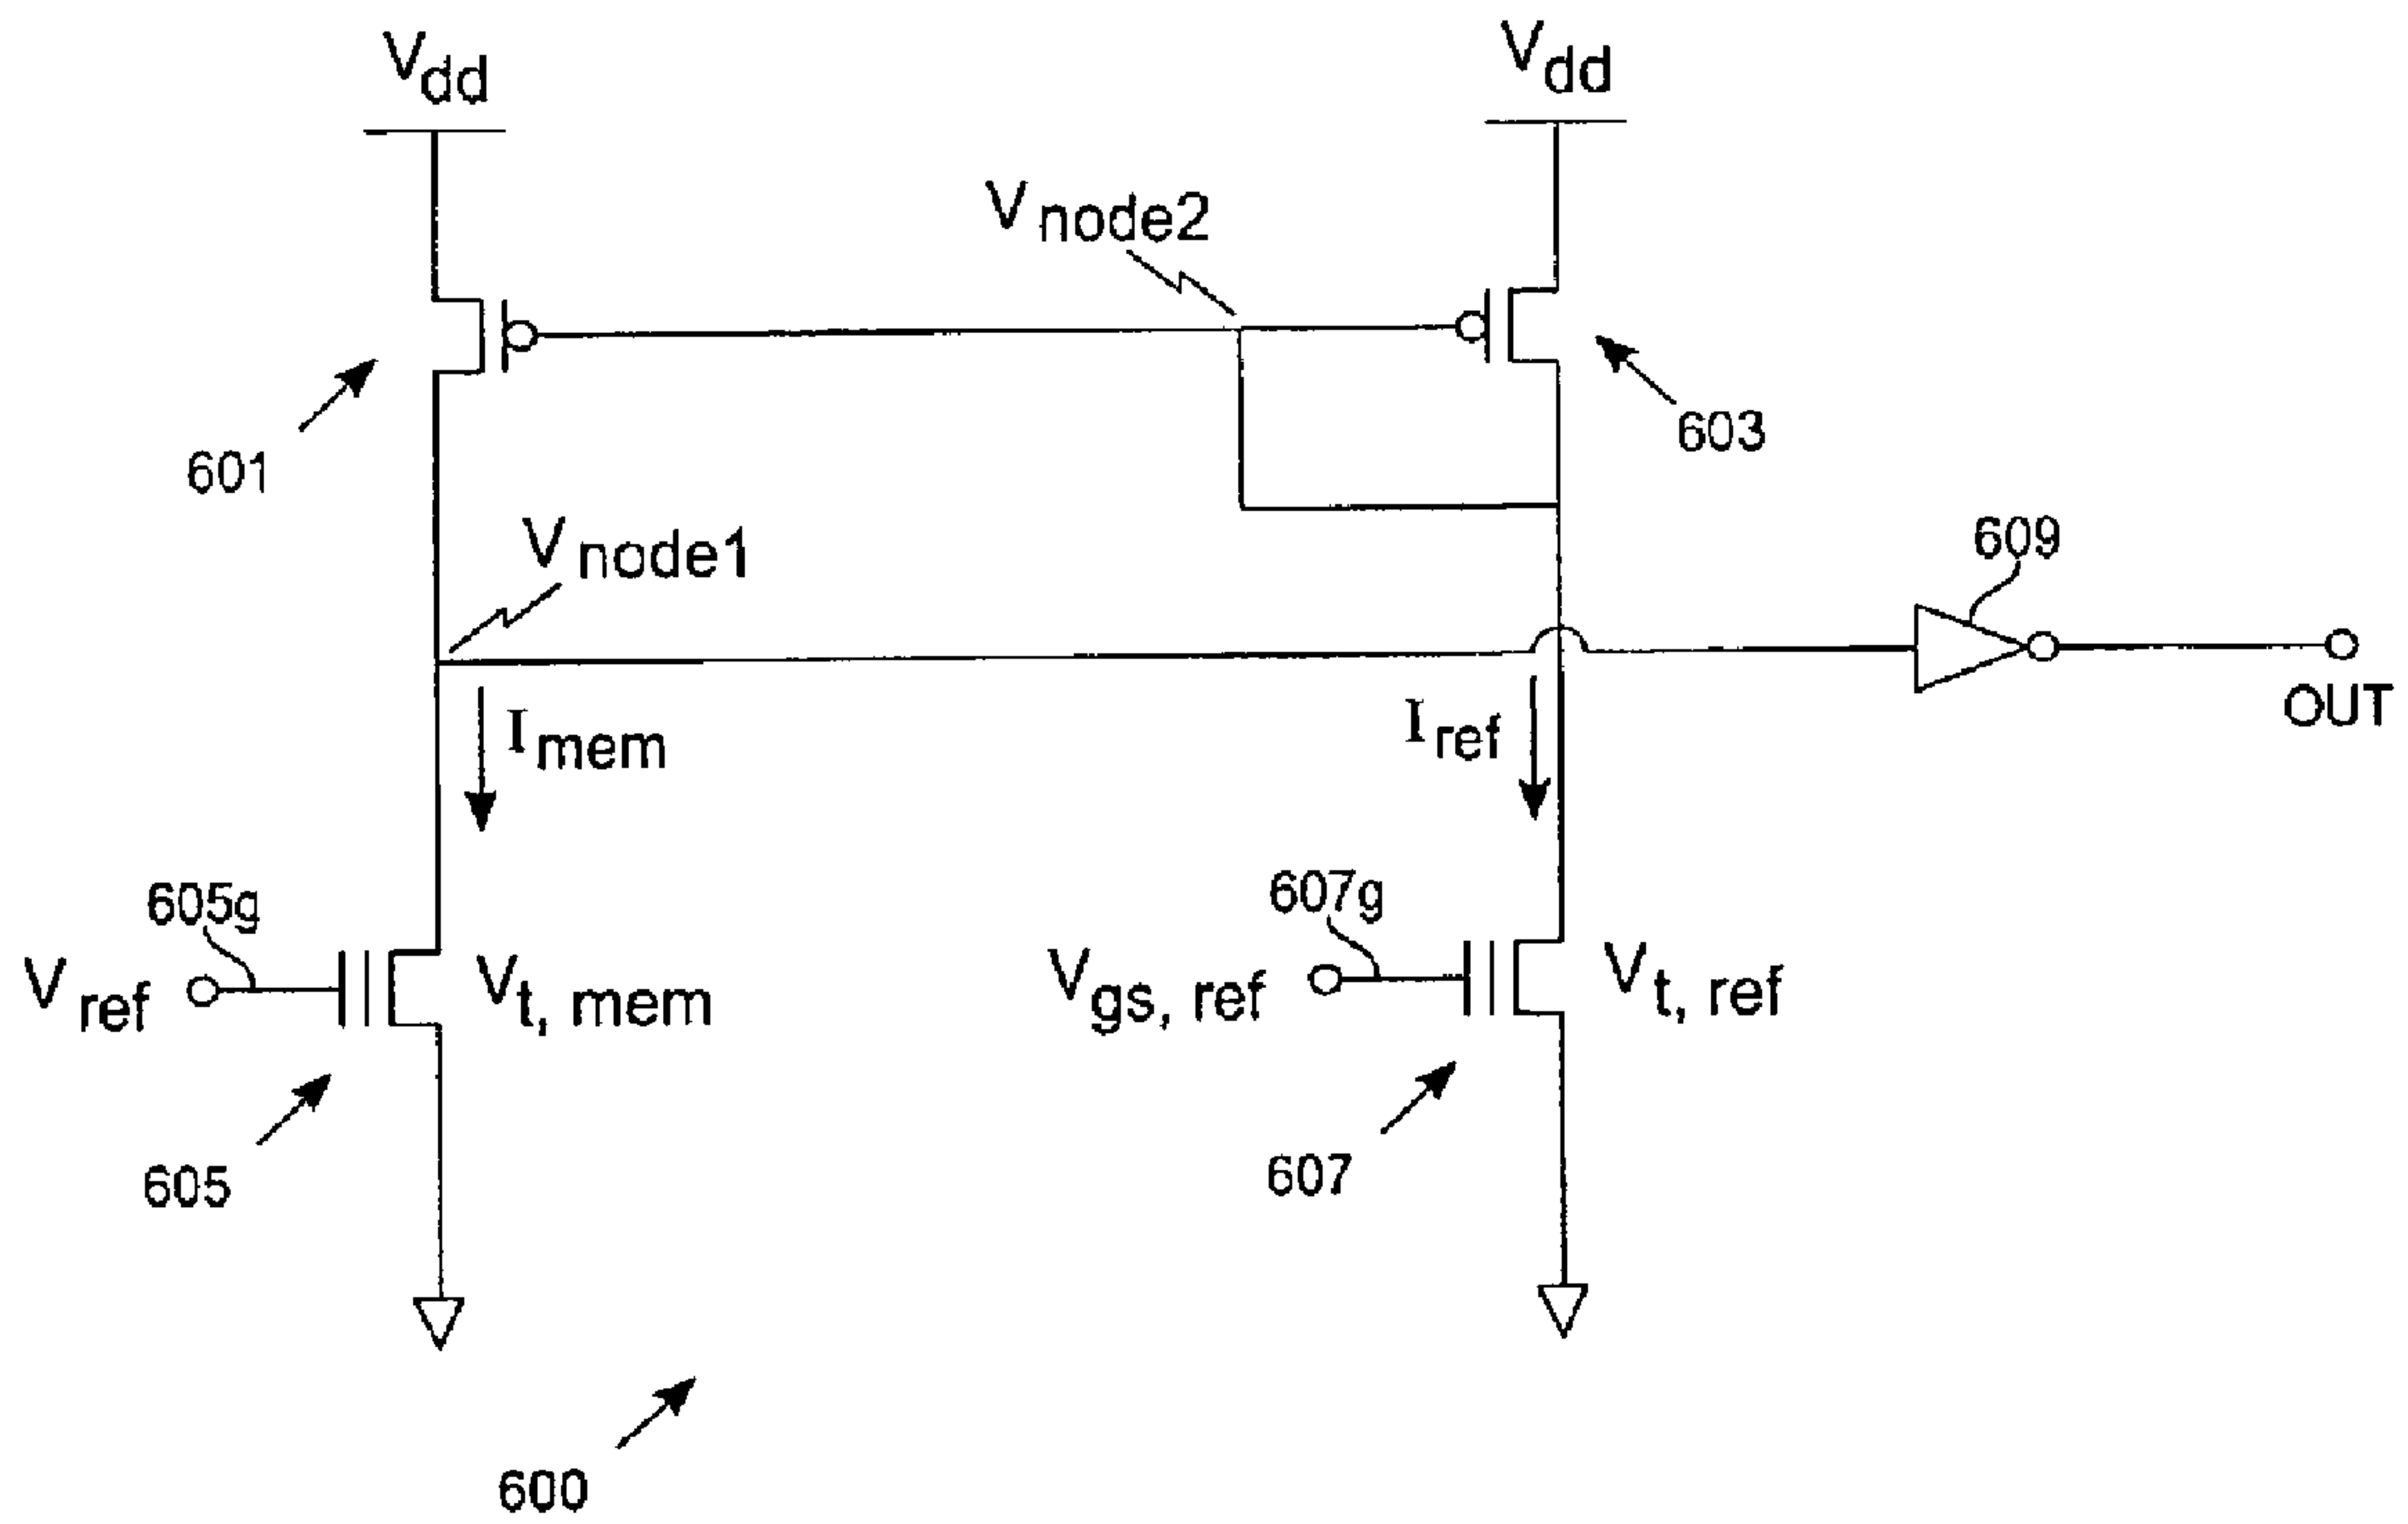 Vdd
Vdd
Vnode2
603
601
Vnode1
609
Imem
Iref
OUT
605g
607g
Vref
Vt, mem
Vgs, ref
Vt, ref
605
607
600